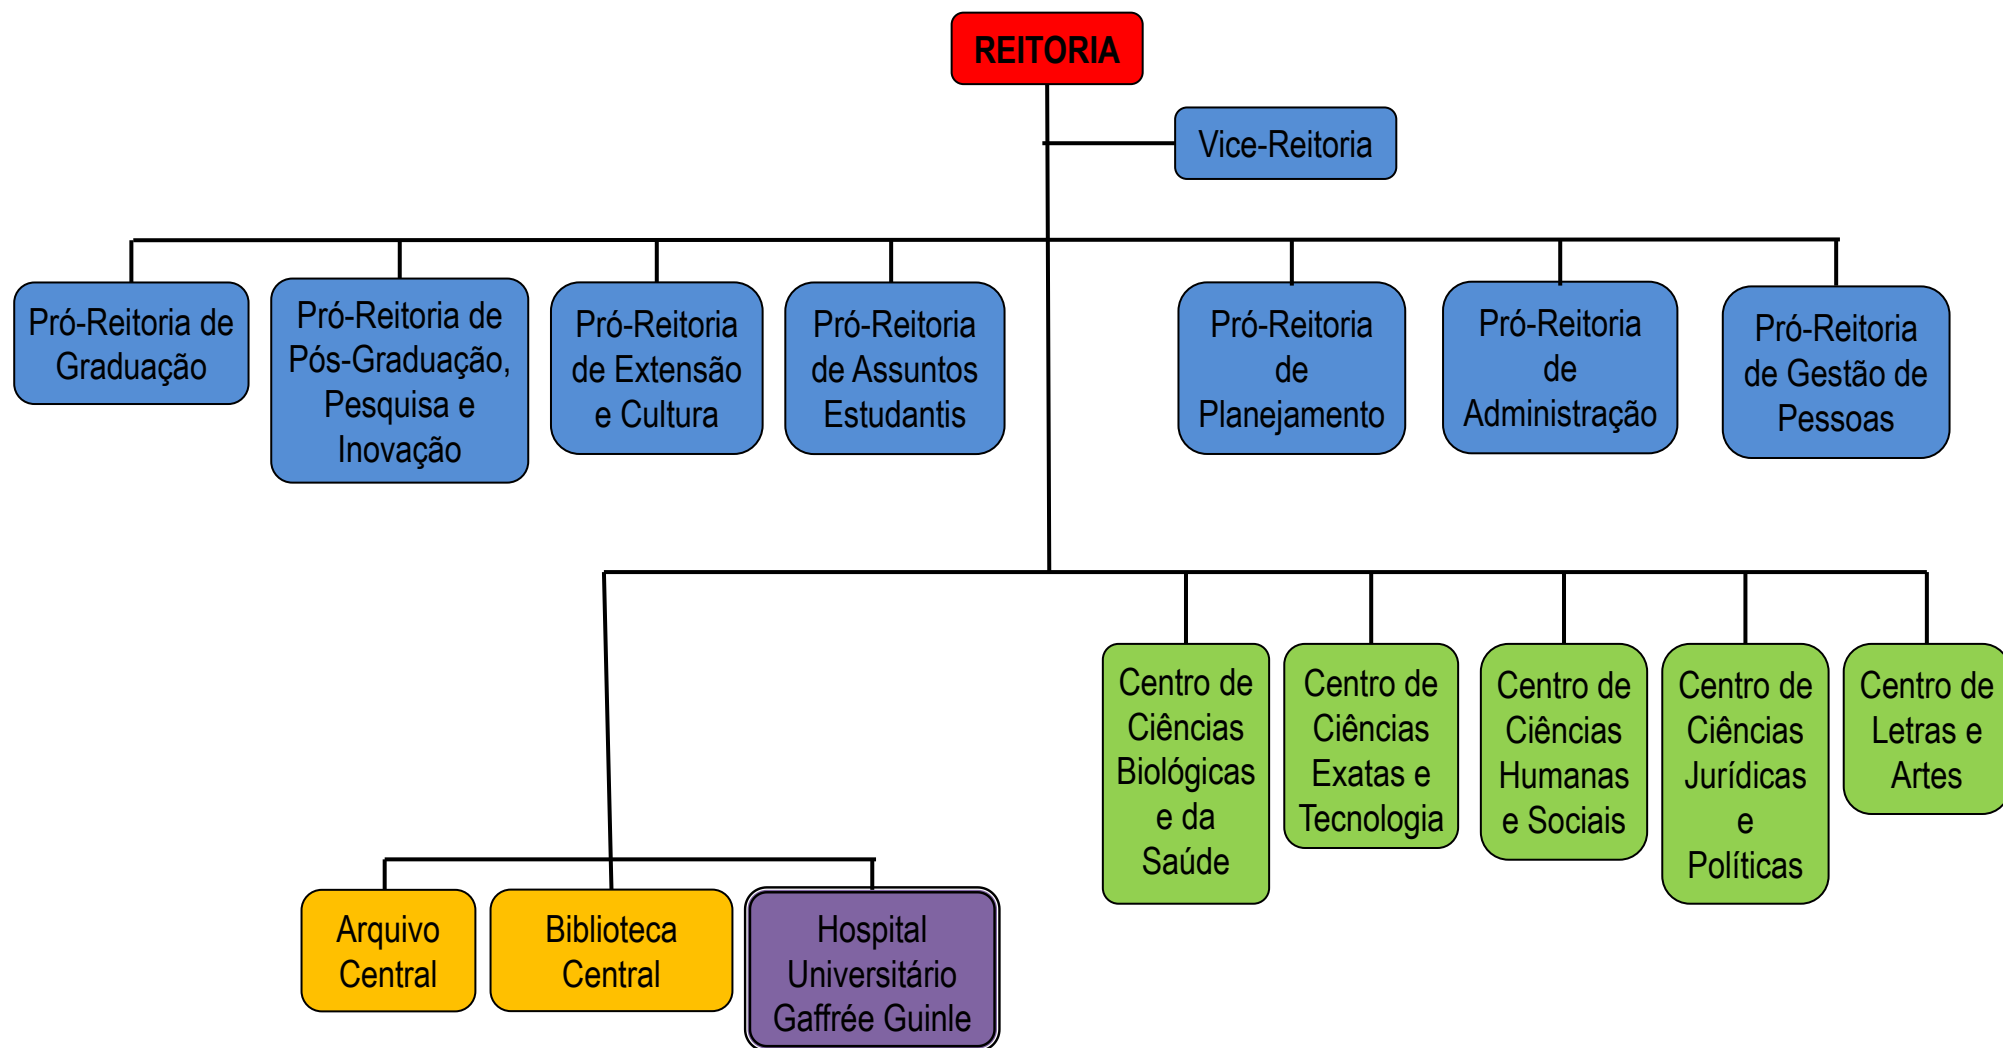 REITORIA
Vice-Reitoria
Pró-Reitoria de
Graduação
Pró-Reitoria de
Pós-Graduação,
Pesquisa e
Inovação
Pró-Reitoria
de Extensão
e Cultura
Pró-Reitoria
de Assuntos
Estudantis
Pró-Reitoria
de
Planejamento
Pró-Reitoria
de
Administração
Pró-Reitoria
de Gestão de
Pessoas
Centro de
Ciências
Biológicas
e da
Saúde
Centro de
Ciências
Exatas e
Tecnologia
Centro de
Ciências
Humanas
e Sociais
Centro de
Ciências
Jurídicas
e
Políticas
Centro de
Letras e
Artes
Arquivo
Central
Biblioteca
Central
Hospital
Universitário
Gaffrée Guinle